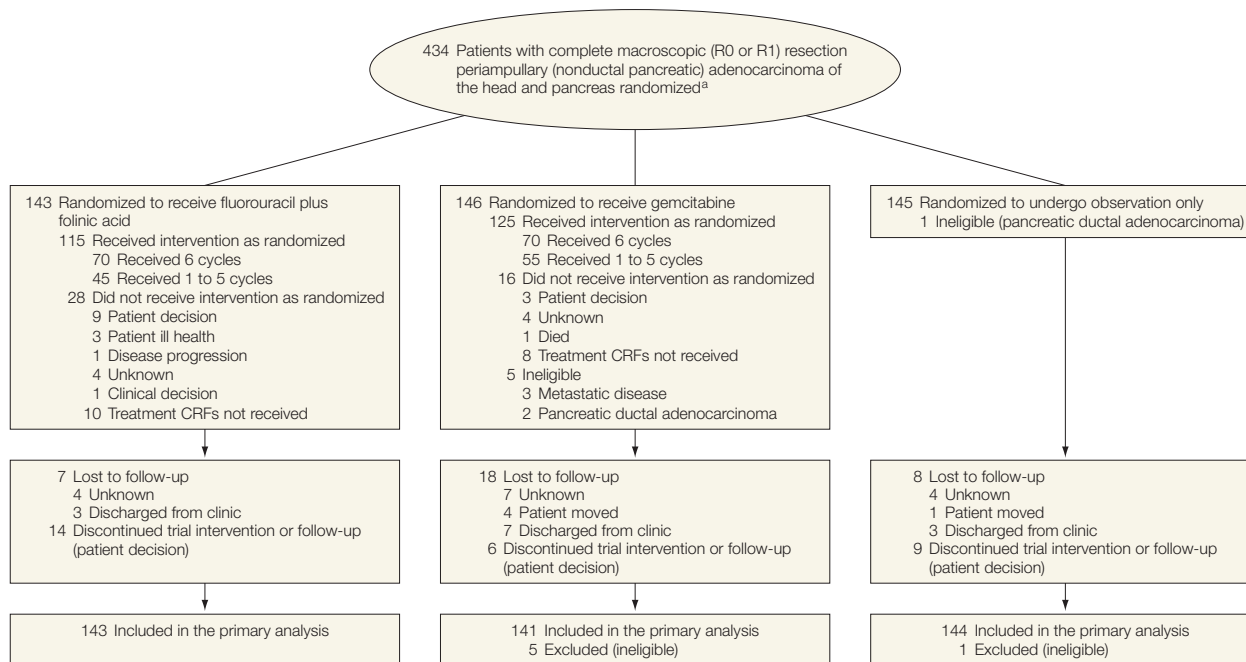 434 Patients with complete macroscopic (R0 or R1) resection
periampullary (nonductal pancreatic) adenocarcinoma of
the head and pancreas randomizedᵃ
143 Randomized to receive fluorouracil plus
folinic acid
115 Received intervention as randomized
70 Received 6 cycles
45 Received 1 to 5 cycles
28 Did not receive intervention as randomized
9 Patient decision
3 Patient ill health
1 Disease progression
4 Unknown
1 Clinical decision
10 Treatment CRFs not received
146 Randomized to receive gemcitabine
125 Received intervention as randomized
70 Received 6 cycles
55 Received 1 to 5 cycles
16 Did not receive intervention as randomized
3 Patient decision
4 Unknown
1 Died
8 Treatment CRFs not received
5 Ineligible
3 Metastatic disease
2 Pancreatic ductal adenocarcinoma
145 Randomized to undergo observation only
1 Ineligible (pancreatic ductal adenocarcinoma)
7 Lost to follow-up
4 Unknown
3 Discharged from clinic
14 Discontinued trial intervention or follow-up
(patient decision)
18 Lost to follow-up
7 Unknown
4 Patient moved
7 Discharged from clinic
6 Discontinued trial intervention or follow-up
(patient decision)
8 Lost to follow-up
4 Unknown
1 Patient moved
3 Discharged from clinic
9 Discontinued trial intervention or follow-up
(patient decision)
143 Included in the primary analysis
141 Included in the primary analysis
5 Excluded (ineligible)
144 Included in the primary analysis
1 Excluded (ineligible)